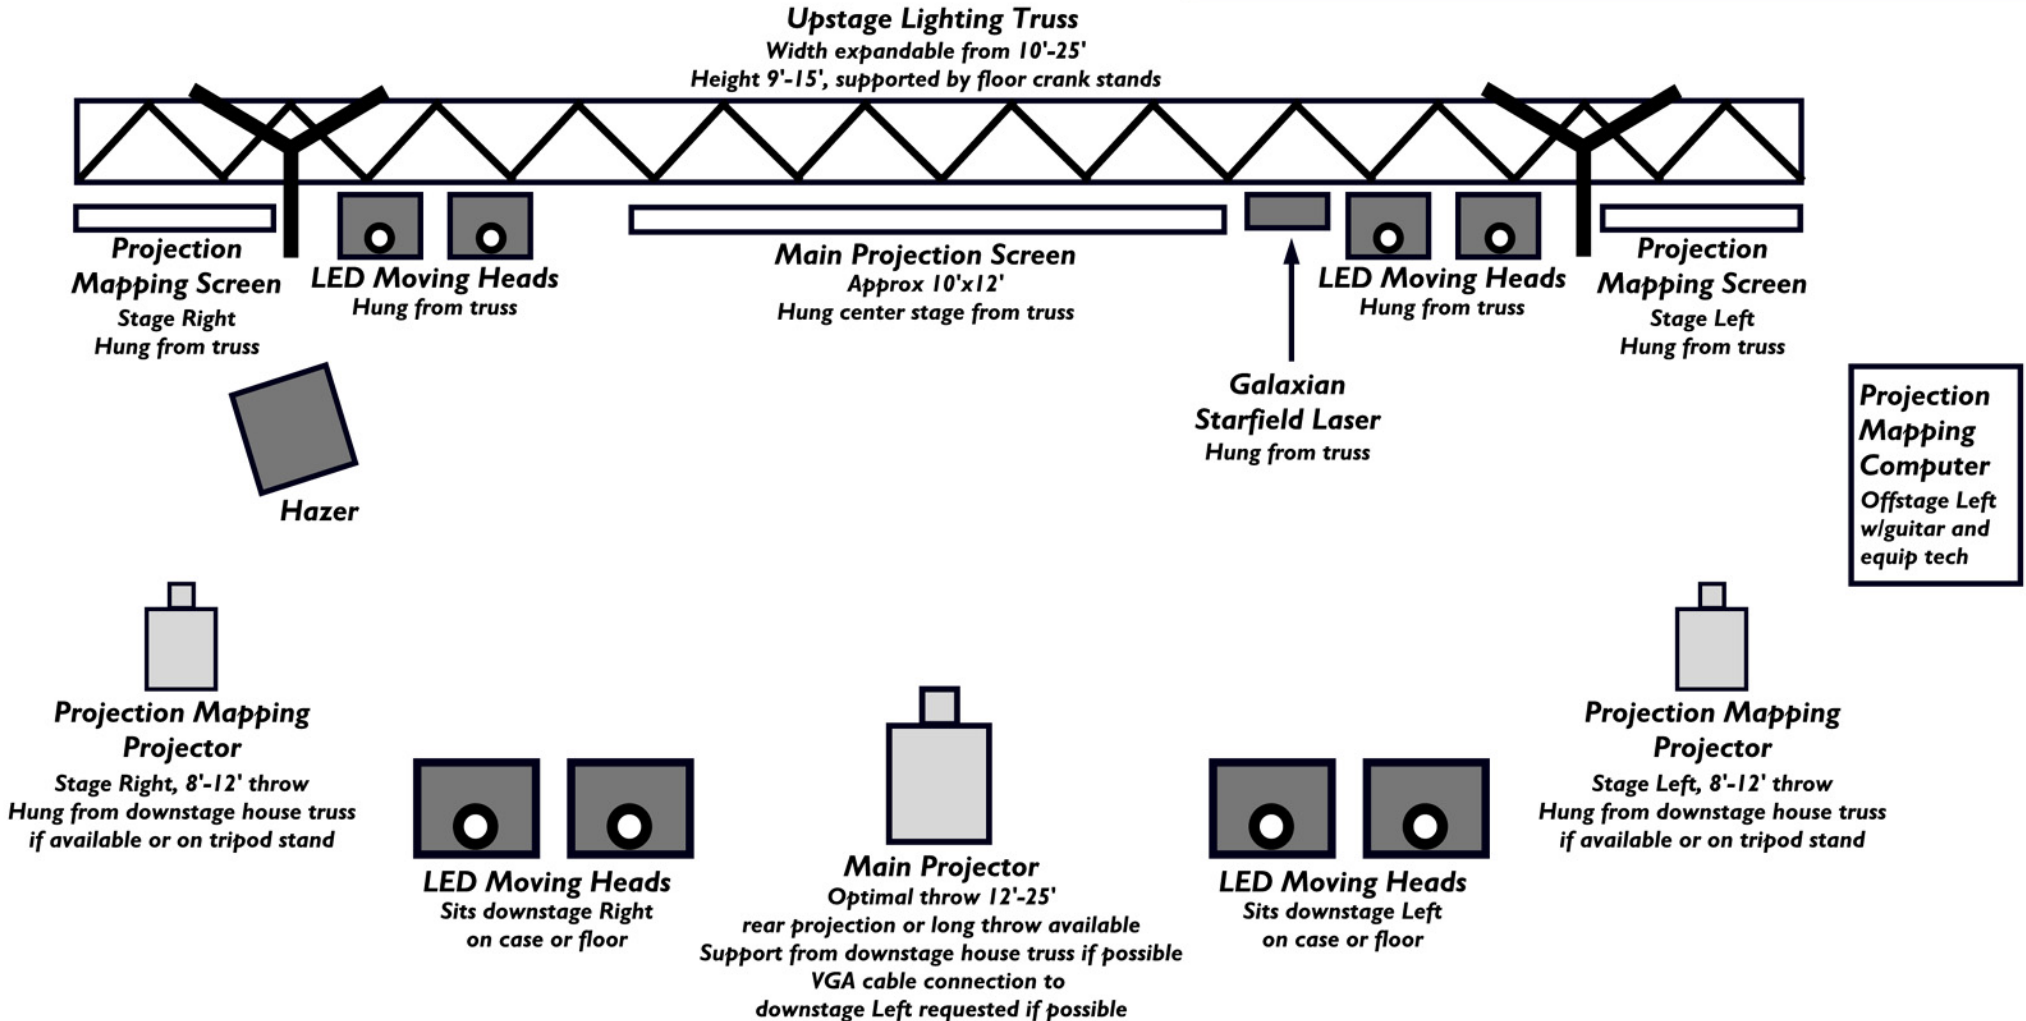 Upstage Lighting Truss
Width expandable from 10'-25'
Height 9'-15', supported by floor crank stands
Projection
Mapping Screen
Stage Right
Hung from truss
LED Moving Heads
Hung from truss
Main Projection Screen
Approx 10'x12'
Hung center stage from truss
Galaxian
Starfield Laser
Hung from truss
LED Moving Heads
Hung from truss
Projection
Mapping Screen
Stage Left
Hung from truss
Hazer
Projection
Mapping
Computer
Offstage Left
w/guitar and
equip tech
Projection Mapping
Projector
Stage Right, 8'-12' throw
Hung from downstage house truss
if available or on tripod stand
LED Moving Heads
Sits downstage Right
on case or floor
Main Projector
Optimal throw 12'-25'
rear projection or long throw available
Support from downstage house truss if possible
VGA cable connection to
downstage Left requested if possible
LED Moving Heads
Sits downstage Left
on case or floor
Projection Mapping
Projector
Stage Left, 8'-12' throw
Hung from downstage house truss
if available or on tripod stand